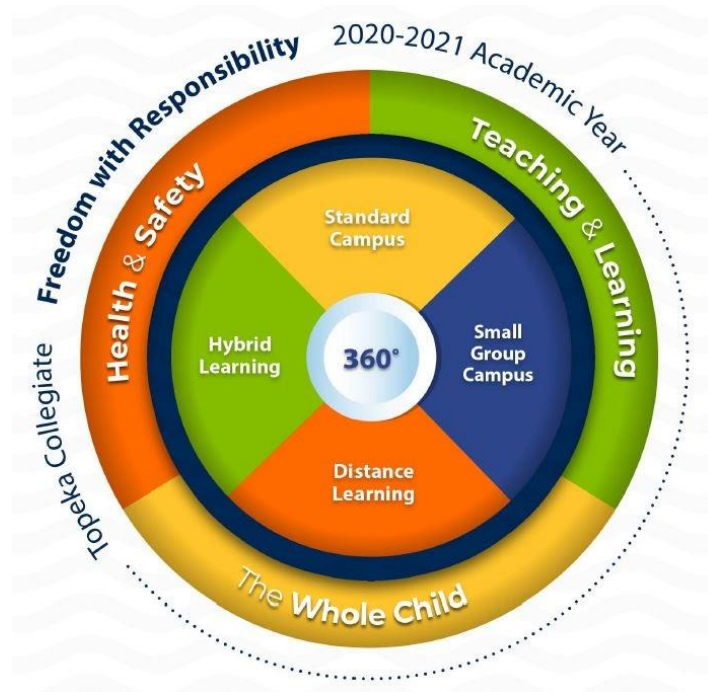 Topeka Collegiate
Freedom with Responsibility
2020-2021 Academic Year
Health & Safety
Teaching & Learning
The Whole Child
Standard
Campus
Hybrid
Learning
360°
Small
Group
Campus
Distance
Learning